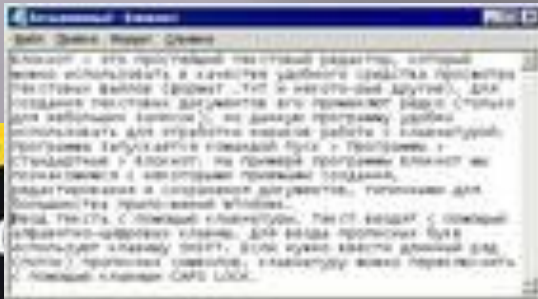 Безымянный - Блокнот
Файл Правка Формат Справка
Блокнот - это простейший текстовый редактор, который
можно использовать в качестве удобного средства просмотра
текстовых файлов (формат .txt и некоторые другие). Для
создания текстовых документов его применяют редко (только
для небольших записок), но данную программу удобно
использовать для отработки навыков работы с клавиатурой.
Программа запускается командой Пуск > Программы >
Стандартные > Блокнот. На примере программы Блокнот мы
познакомимся с некоторыми приемами создания,
редактирования и сохранения документов, типичными для
большинства приложений Windows.
Ввод текста с помощью клавиатуры. Текст вводят с помощью
алфавитно-цифровых клавиш. Для ввода прописных букв
используют клавишу SHIFT. Если нужно ввести длинный ряд
(поток) прописных символов, клавиатуру можно переключить
с помощью клавиши CAPS LOCK.